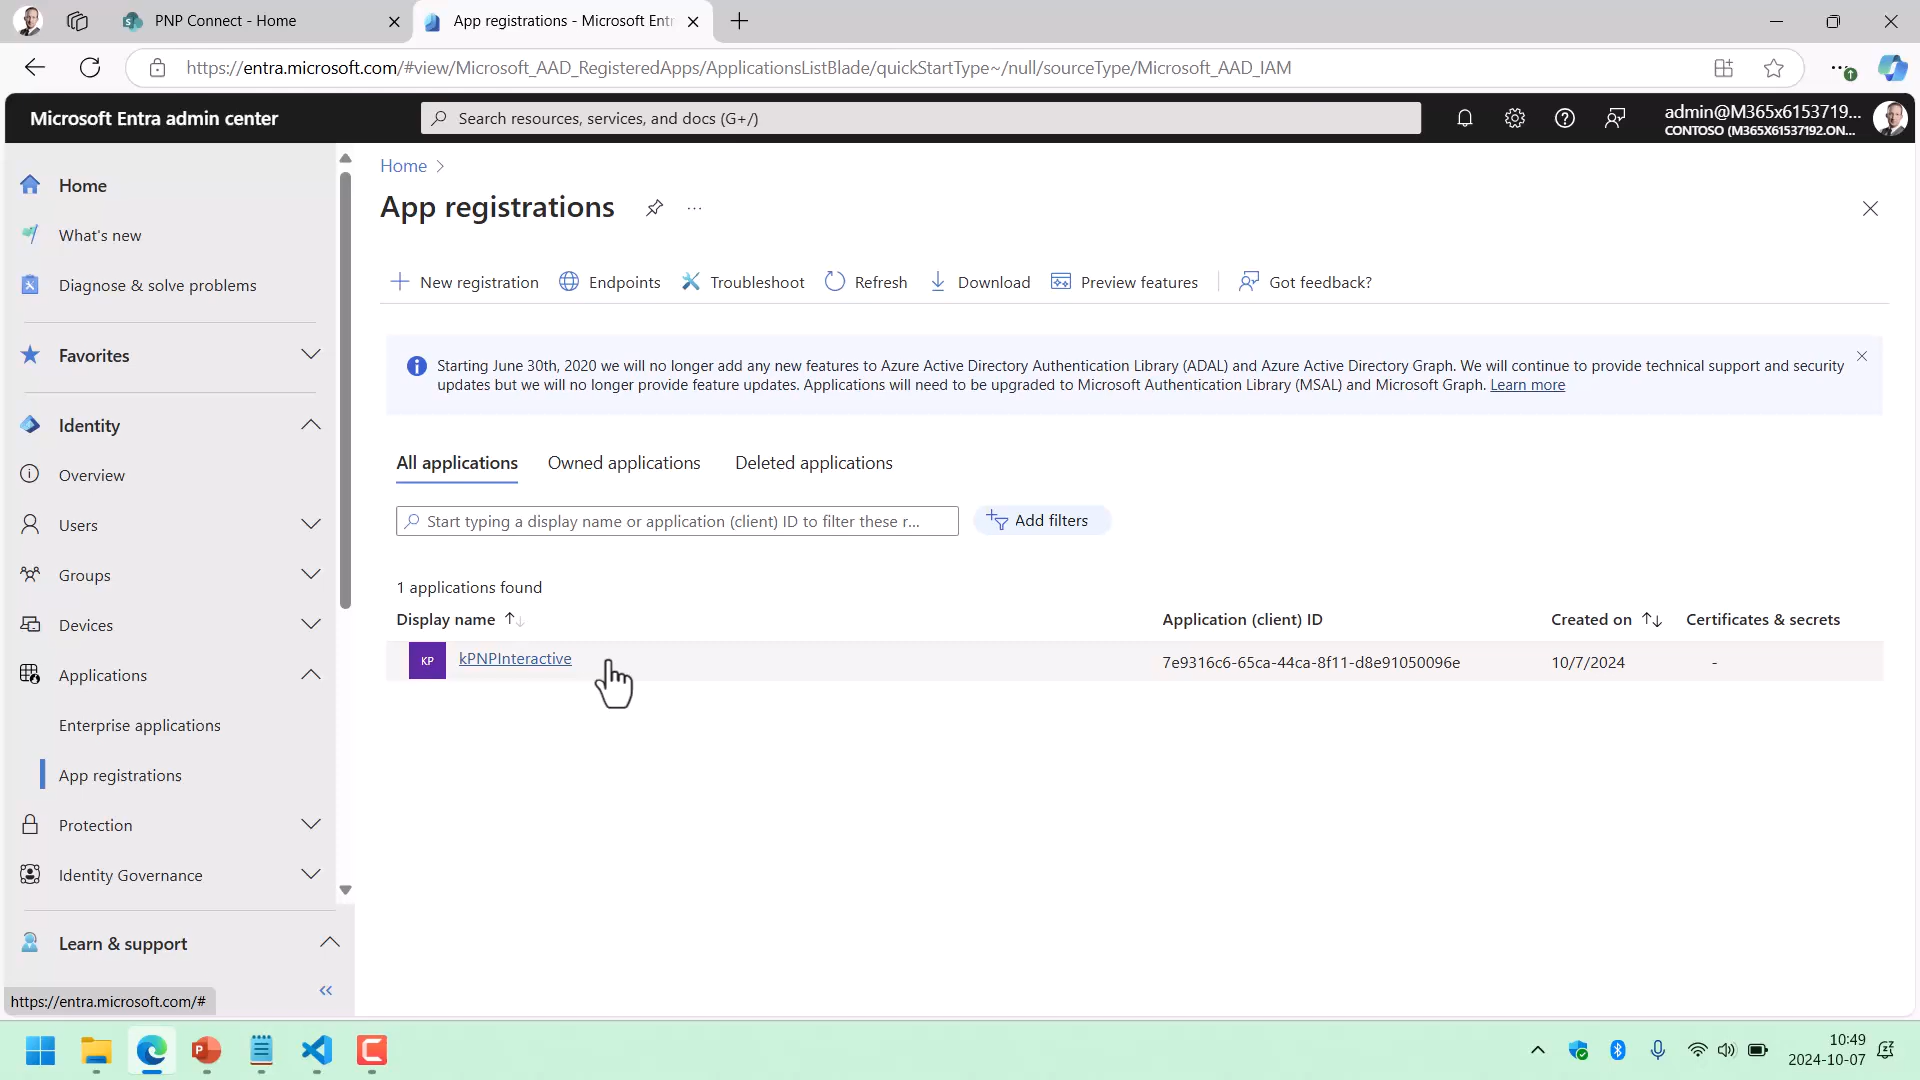 PNP Connect - Home
App registrations - Microsoft Entr
https://entra.microsoft.com/#view/Microsoft_AAD_RegisteredApps/ApplicationsListBlade/quickStartType~/null/sourceType/Microsoft_AAD_IAM
Microsoft Entra admin center
Search resources, services, and docs (G+/)
admin@M365x6153719...
CONTOSO (M365X61537192.ON...
Home
What's new
Diagnose & solve problems
Favorites
Identity
Overview
Users
Groups
Devices
Applications
Enterprise applications
App registrations
Protection
Identity Governance
Learn & support
https://entra.microsoft.com/#
Home
App registrations
New registration
Endpoints
Troubleshoot
Refresh
Download
Preview features
Got feedback?
Starting June 30th, 2020 we will no longer add any new features to Azure Active Directory Authentication Library (ADAL) and Azure Active Directory Graph. We will continue to provide technical support and security
updates but we will no longer provide feature updates. Applications will need to be upgraded to Microsoft Authentication Library (MSAL) and Microsoft Graph. Learn more
All applications
Owned applications
Deleted applications
Start typing a display name or application (client) ID to filter these r...
Add filters
1 applications found
Display name
Application (client) ID
Created on
Certificates & secrets
KP
kPNPInteractive
7e9316c6-65ca-44ca-8f11-d8e91050096e
10/7/2024
-
10:49
2024-10-07